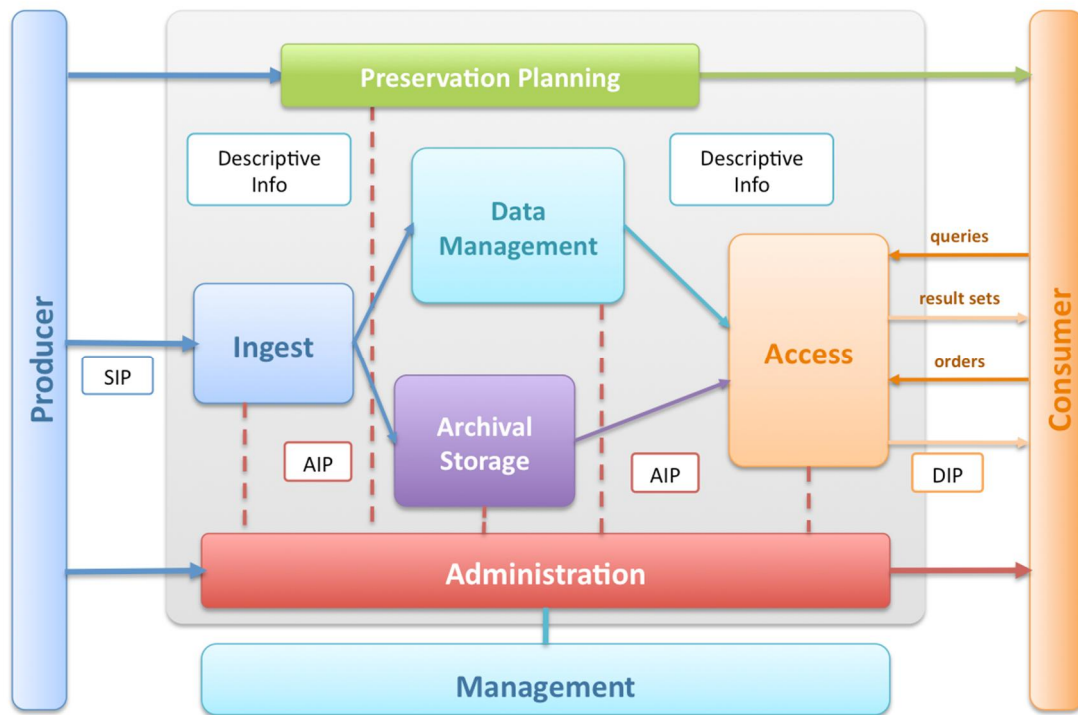 Preservation Planning
Descriptive
Info
Descriptive
Info
Data
Management
queries
result sets
Producer
Ingest
Access
Consumer
SIP
orders
Archival
Storage
AIP
AIP
DIP
Administration
Management